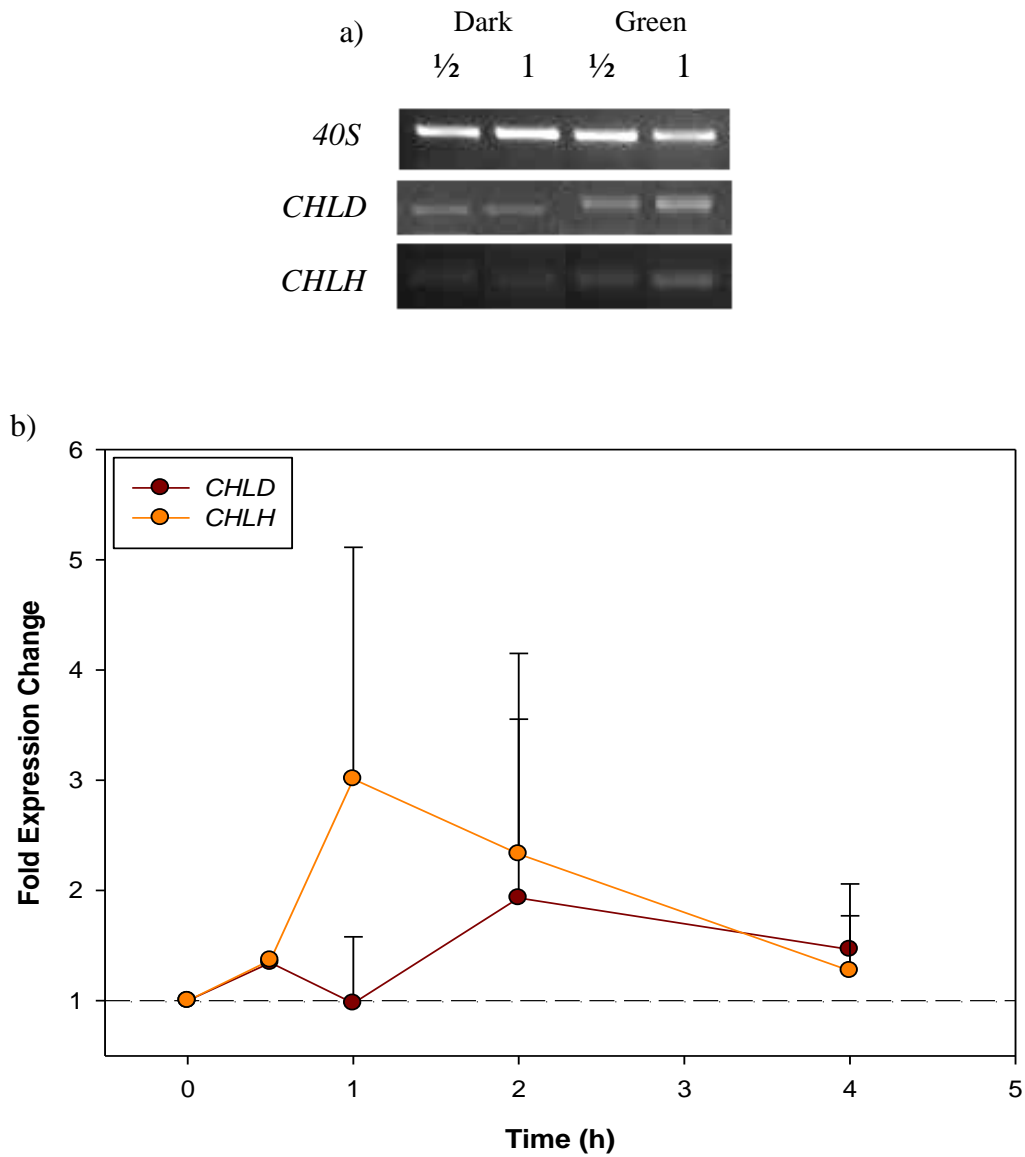 a)
Dark Green
½ 1 ½ 1
40S
CHLD
CHLH
b)
6
5
4
3
2
1
CHLD
CHLH
Fold Expression Change
0 1 2 3 4 5
Time (h)